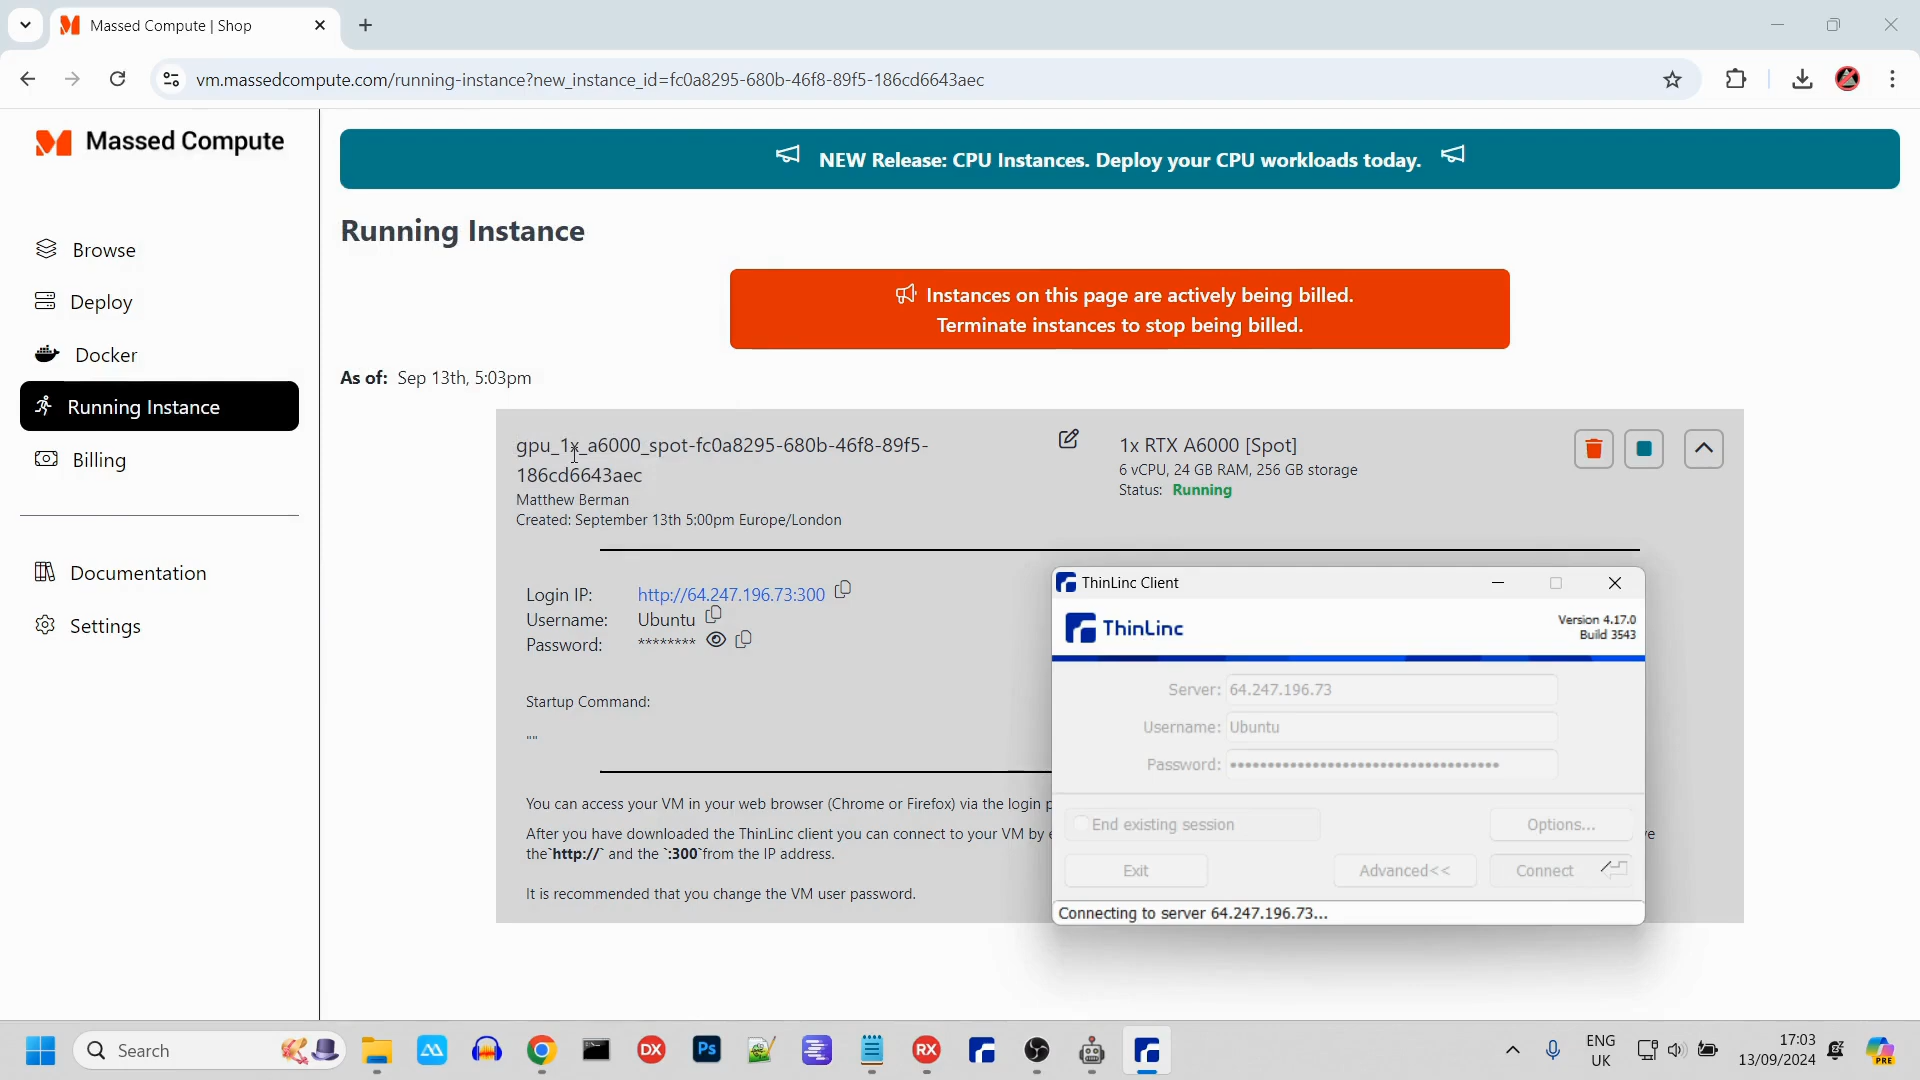 Massed Compute | Shop
vm.massedcompute.com/running-instance?new_instance_id=fc0a8295-680b-46f8-89f5-186cd6643aec
Massed Compute
NEW Release: CPU Instances. Deploy your CPU workloads today.
Browse
Deploy
Docker
Running Instance
Billing
Documentation
Settings
Running Instance
Instances on this page are actively being billed.
Terminate instances to stop being billed.
As of: Sep 13th, 5:03pm
gpu_1x_a6000_spot-fc0a8295-680b-46f8-89f5-
186cd6643aec
Matthew Berman
Created: September 13th 5:00pm Europe/London
1x RTX A6000 [Spot]
6 vCPU, 24 GB RAM, 256 GB storage
Status: Running
Login IP: http://64.247.196.73:300
Username: Ubuntu
Password: ********
Startup Command:
""
You can access your VM in your web browser (Chrome or Firefox) via the login p
After you have downloaded the ThinLinc client you can connect to your VM by e
ve
the`http://` and the `:300`from the IP address.
It is recommended that you change the VM user password.
ThinLinc Client
ThinLinc
Version 4.17.0
Build 3543
Server: 64.247.196.73
Username: Ubuntu
Password: ••••••••••••••••••••••••••••••••••••
End existing session
Options...
Exit
Advanced<<
Connect
Connecting to server 64.247.196.73...
Search
DX
Ps
RX
ENG
UK
17:03
13/09/2024
PRE